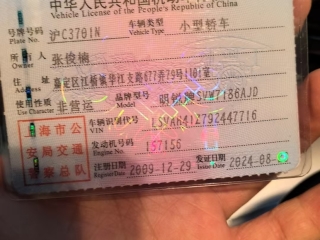 中华人民共和国机动
Vehicle License of the People's Republic of China
号牌号码 沪C3701N 车辆类型 小型轿车
Plate No. Vehicle Type
所有人 张俊楠
Owner
住址 嘉定区江桥镇华江支路677弄79号1101室
使用性质 非营运 品牌型号 明锐牌SVW7186AJD
Use Character Model
上海市公安局交通警察总队
车辆识别代号
VIN
发动机号码 157156
Engine No.
注册日期 2009-12-29 发证日期 2024-08-
Register Date Issue Date